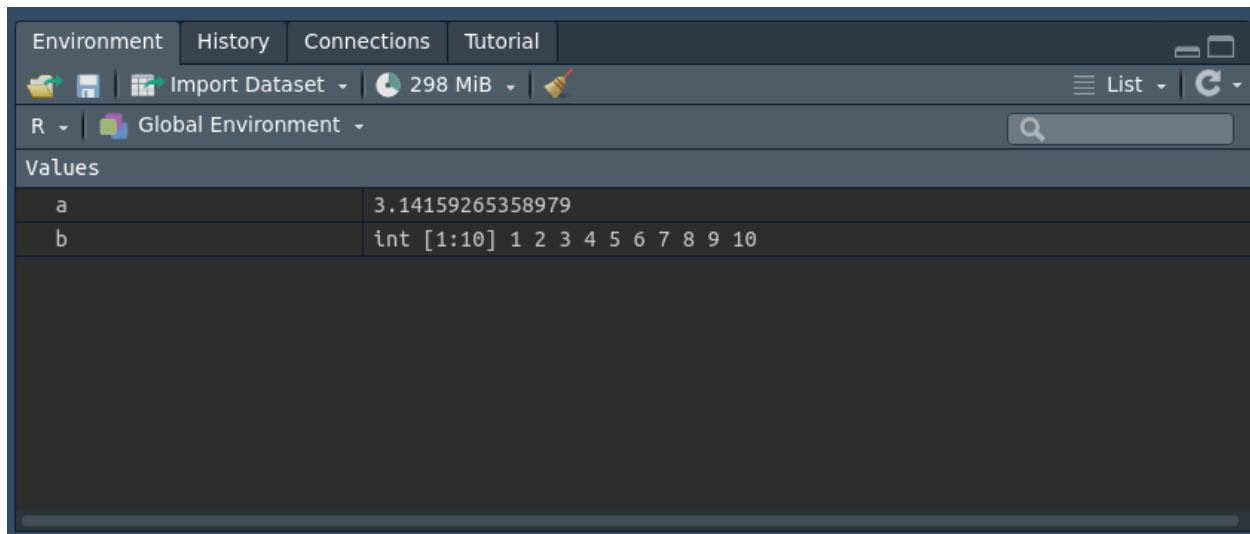 Environment History Connections Tutorial
Import Dataset 298 MiB List
R Global Environment
Values
a 3.14159265358979
b int [1:10] 1 2 3 4 5 6 7 8 9 10